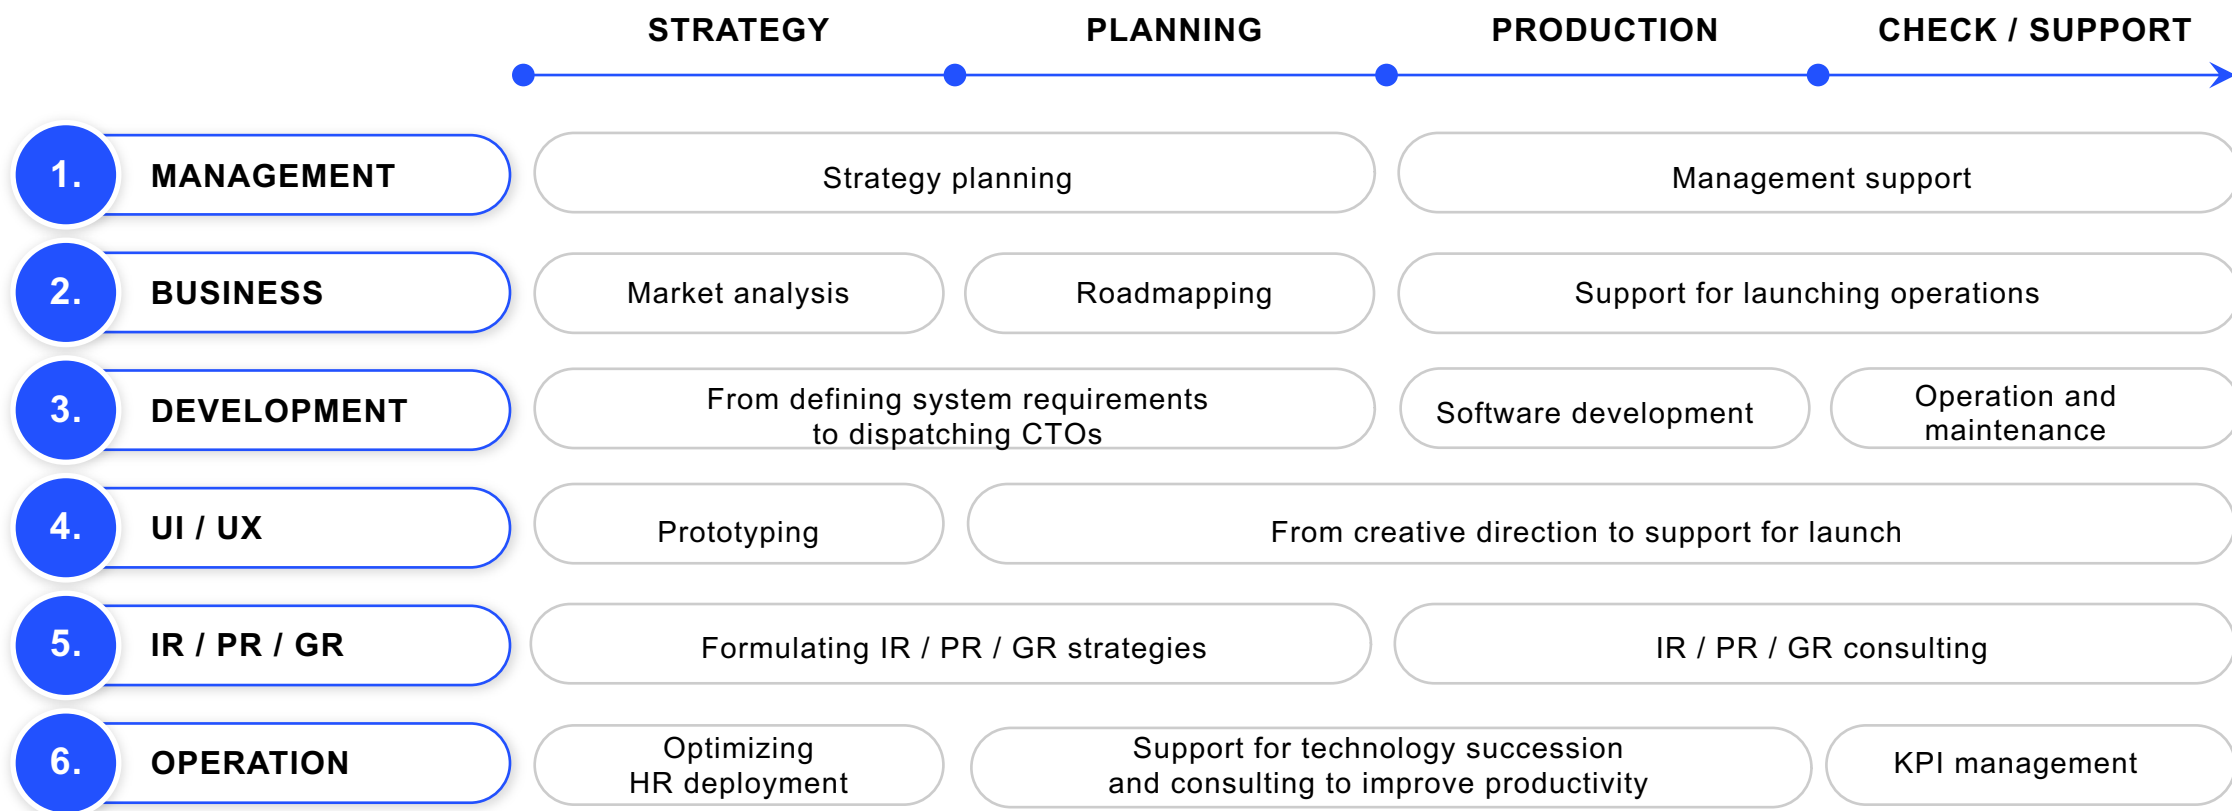 STRATEGY
PLANNING
PRODUCTION
CHECK / SUPPORT
1.
MANAGEMENT
Strategy planning
Management support
2.
BUSINESS
Market analysis
Roadmapping
Support for launching operations
3.
DEVELOPMENT
From defining system requirements
to dispatching CTOs
Software development
Operation and
maintenance
4.
UI / UX
Prototyping
From creative direction to support for launch
5.
IR / PR / GR
Formulating IR / PR / GR strategies
IR / PR / GR consulting
6.
OPERATION
Optimizing
HR deployment
Support for technology succession
and consulting to improve productivity
KPI management